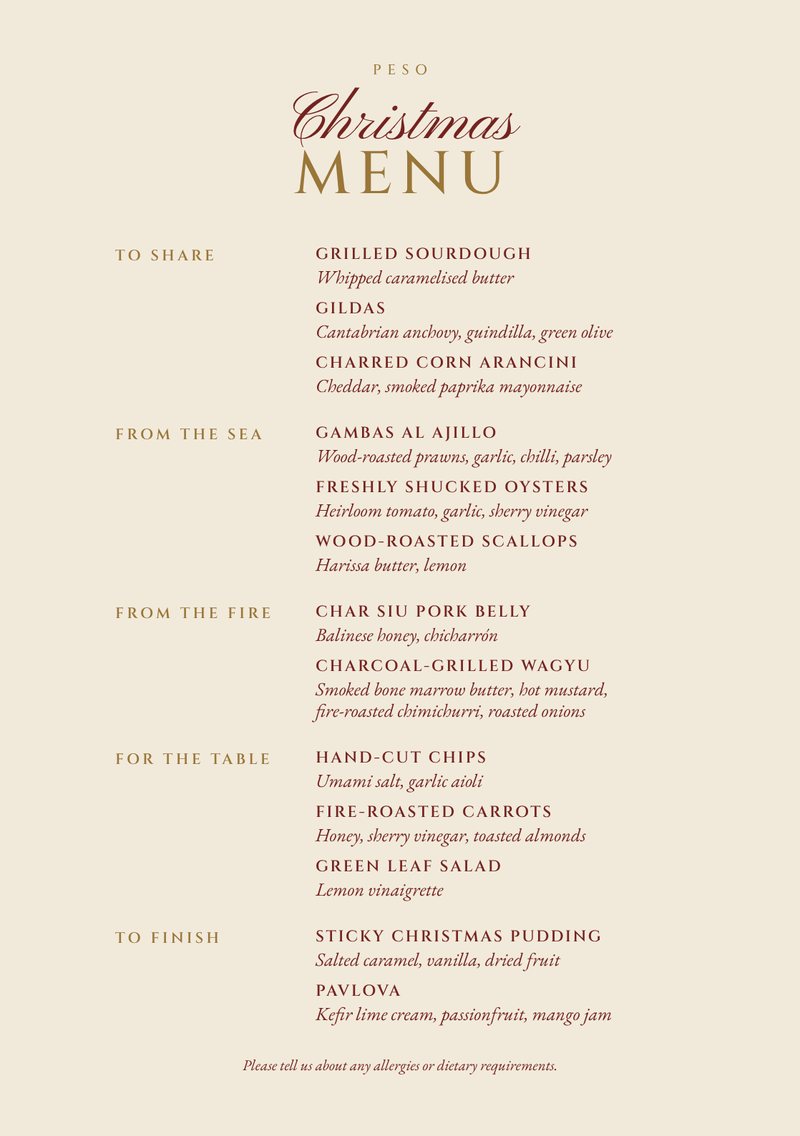 PESO
Christmas
MENU
TO SHARE
GRILLED SOURDOUGH
Whipped caramelised butter
GILDAS
Cantabrian anchovy, guindilla, green olive
CHARRED CORN ARANCINI
Cheddar, smoked paprika mayonnaise
FROM THE SEA
GAMBAS AL AJILLO
Wood-roasted prawns, garlic, chilli, parsley
FRESHLY SHUCKED OYSTERS
Heirloom tomato, garlic, sherry vinegar
WOOD-ROASTED SCALLOPS
Harissa butter, lemon
FROM THE FIRE
CHAR SIU PORK BELLY
Balinese honey, chicharrón
CHARCOAL-GRILLED WAGYU
Smoked bone marrow butter, hot mustard,
fire-roasted chimichurri, roasted onions
FOR THE TABLE
HAND-CUT CHIPS
Umami salt, garlic aioli
FIRE-ROASTED CARROTS
Honey, sherry vinegar, toasted almonds
GREEN LEAF SALAD
Lemon vinaigrette
TO FINISH
STICKY CHRISTMAS PUDDING
Salted caramel, vanilla, dried fruit
PAVLOVA
Kefir lime cream, passionfruit, mango jam
Please tell us about any allergies or dietary requirements.